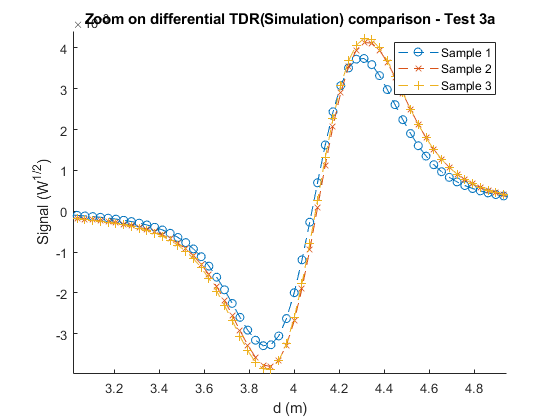 Zoom on differential TDR(Simulation) comparison - Test 3a
4
3
2
1
0
-1
-2
-3
Signal (W^1/2)
Sample 1
Sample 2
Sample 3
3.2 3.4 3.6 3.8 4 4.2 4.4 4.6 4.8
d (m)